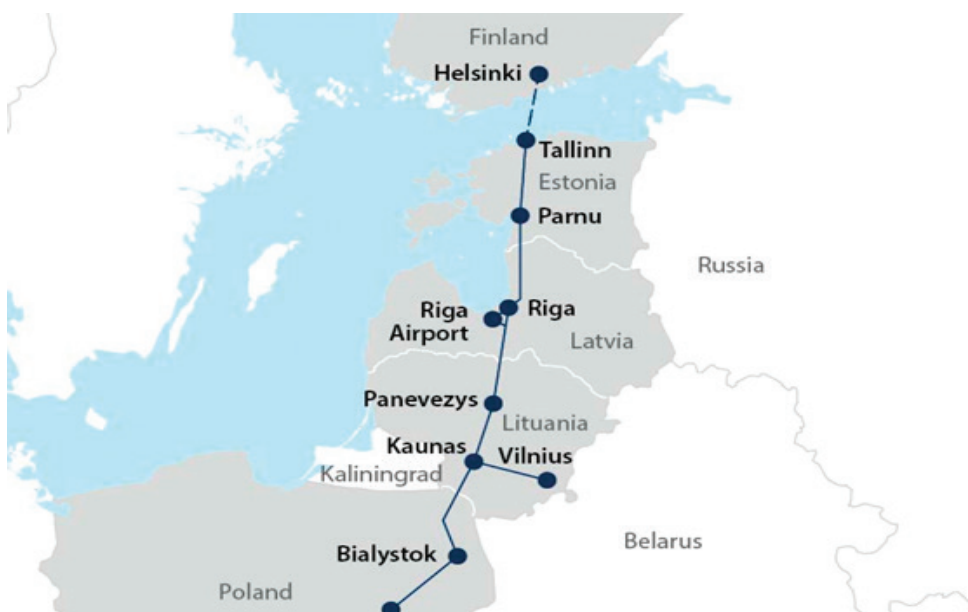 Finland
Helsinki
Tallinn
Estonia
Parnu
Russia
Riga
Airport
Riga
Latvia
Panevezys
Lituania
Kaunas
Vilnius
Kaliningrad
Belarus
Bialystok
Poland